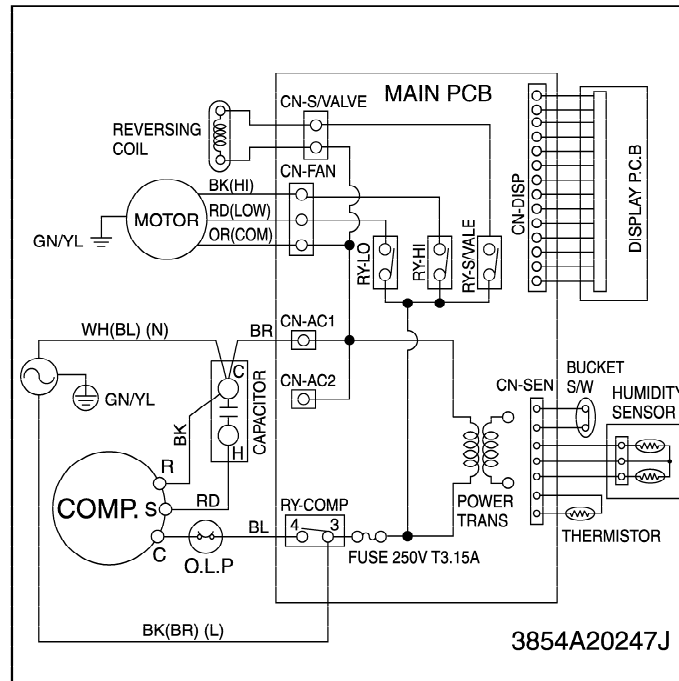 MAIN PCB
CN-S/VALVE
REVERSING
COIL
CN-FAN
BK(HI)
RD(LOW)
OR(COM)
MOTOR
GN/YL
RY-LO
RY-HI
RY-S/VALE
CN-DISP
DISPLAY P.C.B
WH(BL) (N)
BR
CN-AC1
CN-AC2
GN/YL
C
H
CAPACITOR
BK
R
S
C
COMP.
RD
BL
O.L.P
RY-COMP
4
3
FUSE 250V T3.15A
POWER
TRANS
CN-SEN
BUCKET
S/W
HUMIDITY
SENSOR
THERMISTOR
BK(BR) (L)
3854A20247J